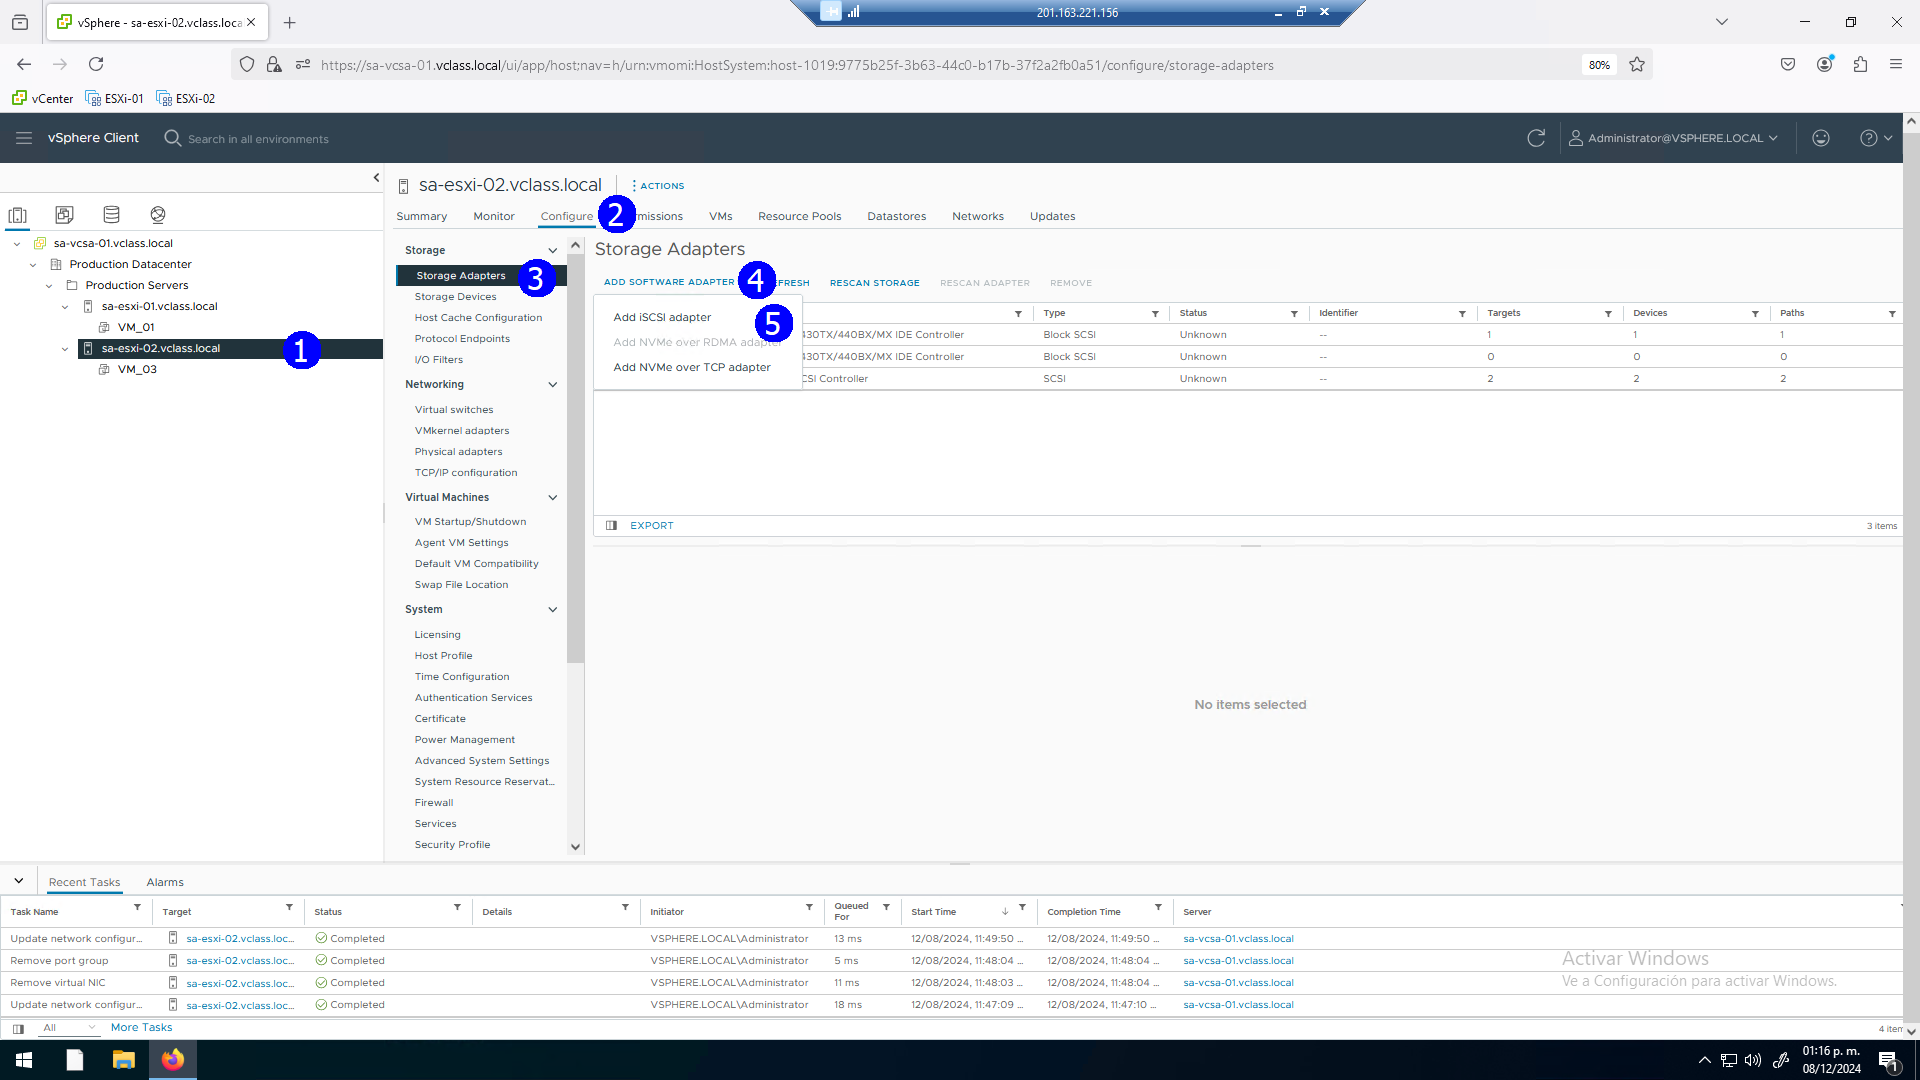 vSphere - sa-esxi-02.vclass.loca
201.163.221.156
https://sa-vcsa-01.vclass.local/ui/app/host;nav=h/urn:vmomi:HostSystem:host-1019:9775b25f-3b63-44c0-b17b-37f2a2fb0a51/configure/storage-adapters
80%
vCenter ESXi-01 ESXi-02
vSphere Client Search in all environments Administrator@VSPHERE.LOCAL
sa-esxi-02.vclass.local ACTIONS
Summary Monitor Configure 2 missions VMs Resource Pools Datastores Networks Updates
sa-vcsa-01.vclass.local
Production Datacenter
Production Servers
sa-esxi-01.vclass.local
VM_01
sa-esxi-02.vclass.local 1
VM_03
Storage
Storage Adapters 3
Storage Devices
Host Cache Configuration
Protocol Endpoints
I/O Filters
Networking
Virtual switches
VMkernel adapters
Physical adapters
TCP/IP configuration
Virtual Machines
VM Startup/Shutdown
Agent VM Settings
Default VM Compatibility
Swap File Location
System
Licensing
Host Profile
Time Configuration
Authentication Services
Certificate
Power Management
Advanced System Settings
System Resource Reservat...
Firewall
Services
Security Profile
Storage Adapters
ADD SOFTWARE ADAPTER 4 FRESH RESCAN STORAGE RESCAN ADAPTER REMOVE
Add iSCSI adapter 5
Add NVMe over RDMA adapter
Add NVMe over TCP adapter
Type Status Identifier Targets Devices Paths
430TX/440BX/MX IDE Controller Block SCSI Unknown -- 1 1 1
430TX/440BX/MX IDE Controller Block SCSI Unknown -- 0 0 0
CSI Controller SCSI Unknown -- 2 2 2
EXPORT 3 items
No items selected
Recent Tasks Alarms
Task Name Target Status Details Initiator Queued For Start Time Completion Time Server
Update network configur... sa-esxi-02.vclass.loc... Completed VSPHERE.LOCAL\Administrator 13 ms 12/08/2024, 11:49:50 ... 12/08/2024, 11:49:50 ... sa-vcsa-01.vclass.local
Remove port group sa-esxi-02.vclass.loc... Completed VSPHERE.LOCAL\Administrator 5 ms 12/08/2024, 11:48:04 ... 12/08/2024, 11:48:04 ... sa-vcsa-01.vclass.local
Remove virtual NIC sa-esxi-02.vclass.loc... Completed VSPHERE.LOCAL\Administrator 11 ms 12/08/2024, 11:48:03 ... 12/08/2024, 11:48:04 ... sa-vcsa-01.vclass.local
Update network configur... sa-esxi-02.vclass.loc... Completed VSPHERE.LOCAL\Administrator 18 ms 12/08/2024, 11:47:09 ... 12/08/2024, 11:47:10 ... sa-vcsa-01.vclass.local
Activar Windows
Ve a Configuración para activar Windows.
All More Tasks 4 item
01:16 p. m.
08/12/2024
1